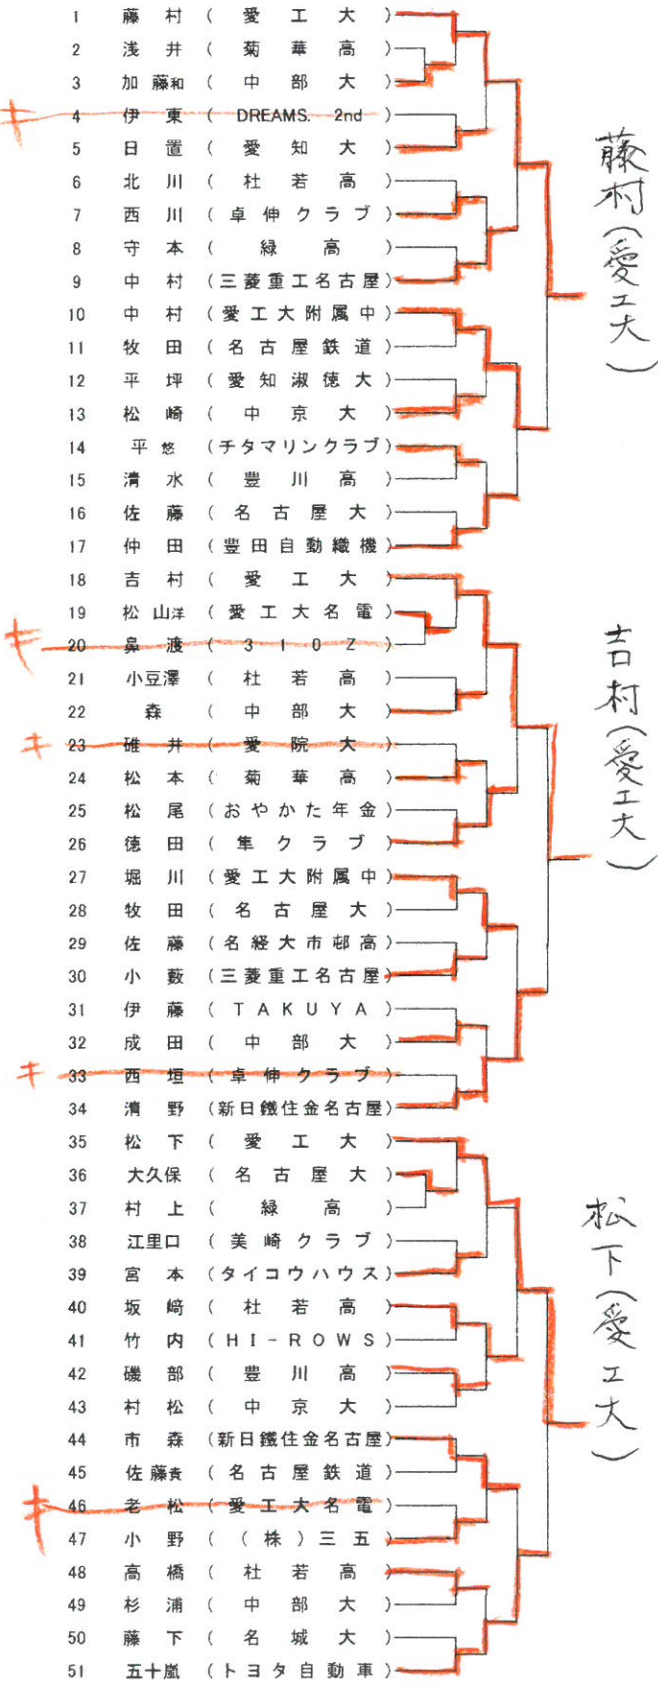 1 藤村 (愛工大)
2 浅井 (菊華高)
3 加藤和 (中部大)
キ 4 伊東 (DREAMS. 2nd)
5 日置 (愛知大)
6 北川 (杜若高)
7 西川 (卓伸クラブ)
8 守本 (緑高)
9 中村 (三菱重工名古屋)
10 中村 (愛工大附属中)
11 牧田 (名古屋鉄道)
12 平坪 (愛知淑徳大)
13 松崎 (中京大)
14 平悠 (チタマリンクラブ)
15 清水 (豊川高)
16 佐藤 (名古屋大)
17 仲田 (豊田自動織機)
藤村(愛工大)
18 吉村 (愛工大)
19 松山洋 (愛工大名電)
キ 20 鼻渡 (310Z)
21 小豆澤 (杜若高)
22 森 (中部大)
キ 23 碓井 (愛院大)
24 松本 (菊華高)
25 松尾 (おやかた年金)
26 徳田 (隼クラブ)
27 堀川 (愛工大附属中)
28 牧田 (名古屋大)
29 佐藤 (名経大市邨高)
30 小藪 (三菱重工名古屋)
31 伊藤 (TAKUYA)
32 成田 (中部大)
キ 33 西垣 (卓伸クラブ)
34 濱野 (新日鐵住金名古屋)
吉村(愛工大)
35 松下 (愛工大)
36 大久保 (名古屋大)
37 村上 (緑高)
38 江里口 (美崎クラブ)
39 宮本 (タイコウハウス)
40 坂﨑 (杜若高)
41 竹内 (HI-ROWS)
42 磯部 (豊川高)
43 村松 (中京大)
44 市森 (新日鐵住金名古屋)
45 佐藤貴 (名古屋鉄道)
キ 46 老松 (愛工大名電)
47 小野 ((株)三五)
48 高橋 (杜若高)
49 杉浦 (中部大)
50 藤下 (名城大)
51 五十嵐 (トヨタ自動車)
松下(愛工大)